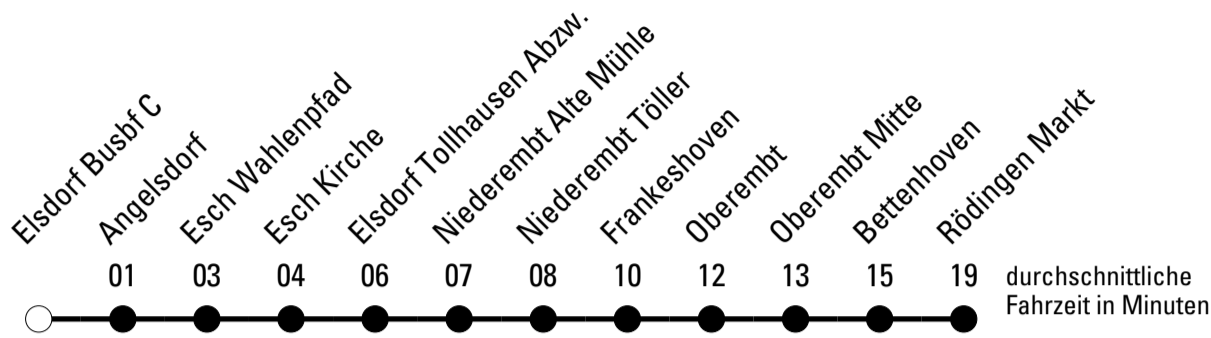 Elsdorf Busbf C
Angelsdorf
Esch Wahlenpfad
Esch Kirche
Elsdorf Tollhausen Abzw.
Niederembt Alte Mühle
Niederembt Töller
Frankeshoven
Oberembt
Oberembt Mitte
Bettenhoven
Rödingen Markt
01 03 04 06 07 08 10 12 13 15 19
durchschnittliche
Fahrzeit in Minuten